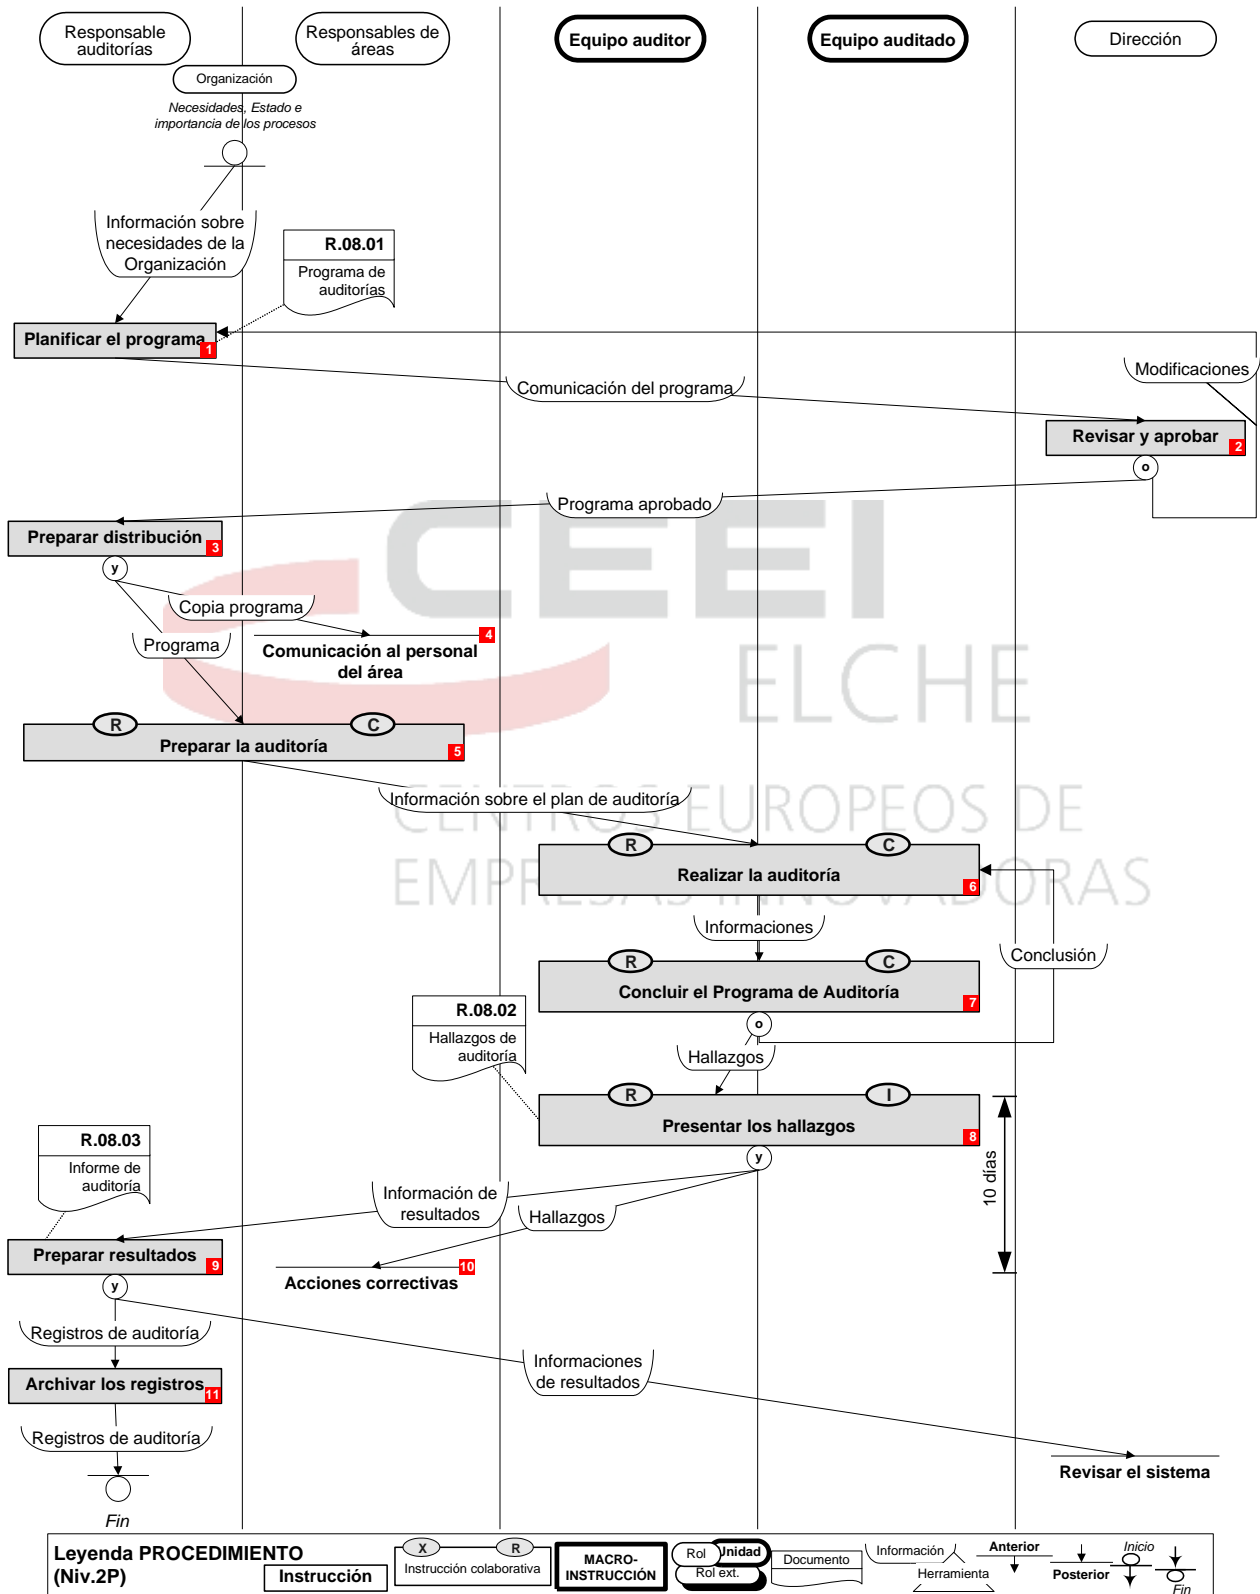 Responsable
auditorías
Responsables de
áreas
Equipo auditor
Equipo auditado
Dirección
Organización
Necesidades, Estado e
importancia de los procesos
Información sobre
necesidades de la
Organización
R.08.01
Programa de
auditorías
Planificar el programa
1
Modificaciones
Comunicación del programa
Revisar y aprobar
2
o
Programa aprobado
Preparar distribución
3
y
Copia programa
Programa
4
Comunicación al personal
del área
CEEI
ELCHE
CENTROS EUROPEOS DE
EMPRESAS INNOVADORAS
R
C
Preparar la auditoría
5
Información sobre el plan de auditoría
R
C
Realizar la auditoría
6
Informaciones
Conclusión
R
C
Concluir el Programa de Auditoría
7
R.08.02
Hallazgos de
auditoría
o
Hallazgos
R
I
Presentar los hallazgos
8
10 días
y
R.08.03
Informe de
auditoría
Información de
resultados
Hallazgos
Preparar resultados
9
10
Acciones correctivas
y
Registros de auditoría
Informaciones
de resultados
Archivar los registros
11
Registros de auditoría
Revisar el sistema
Fin
Leyenda PROCEDIMIENTO
(Niv.2P)
Instrucción
X
R
Instrucción colaborativa
MACRO-
INSTRUCCIÓN
Rol
Unidad
Rol ext.
Documento
Información
Herramienta
Anterior
Posterior
Inicio
Fin